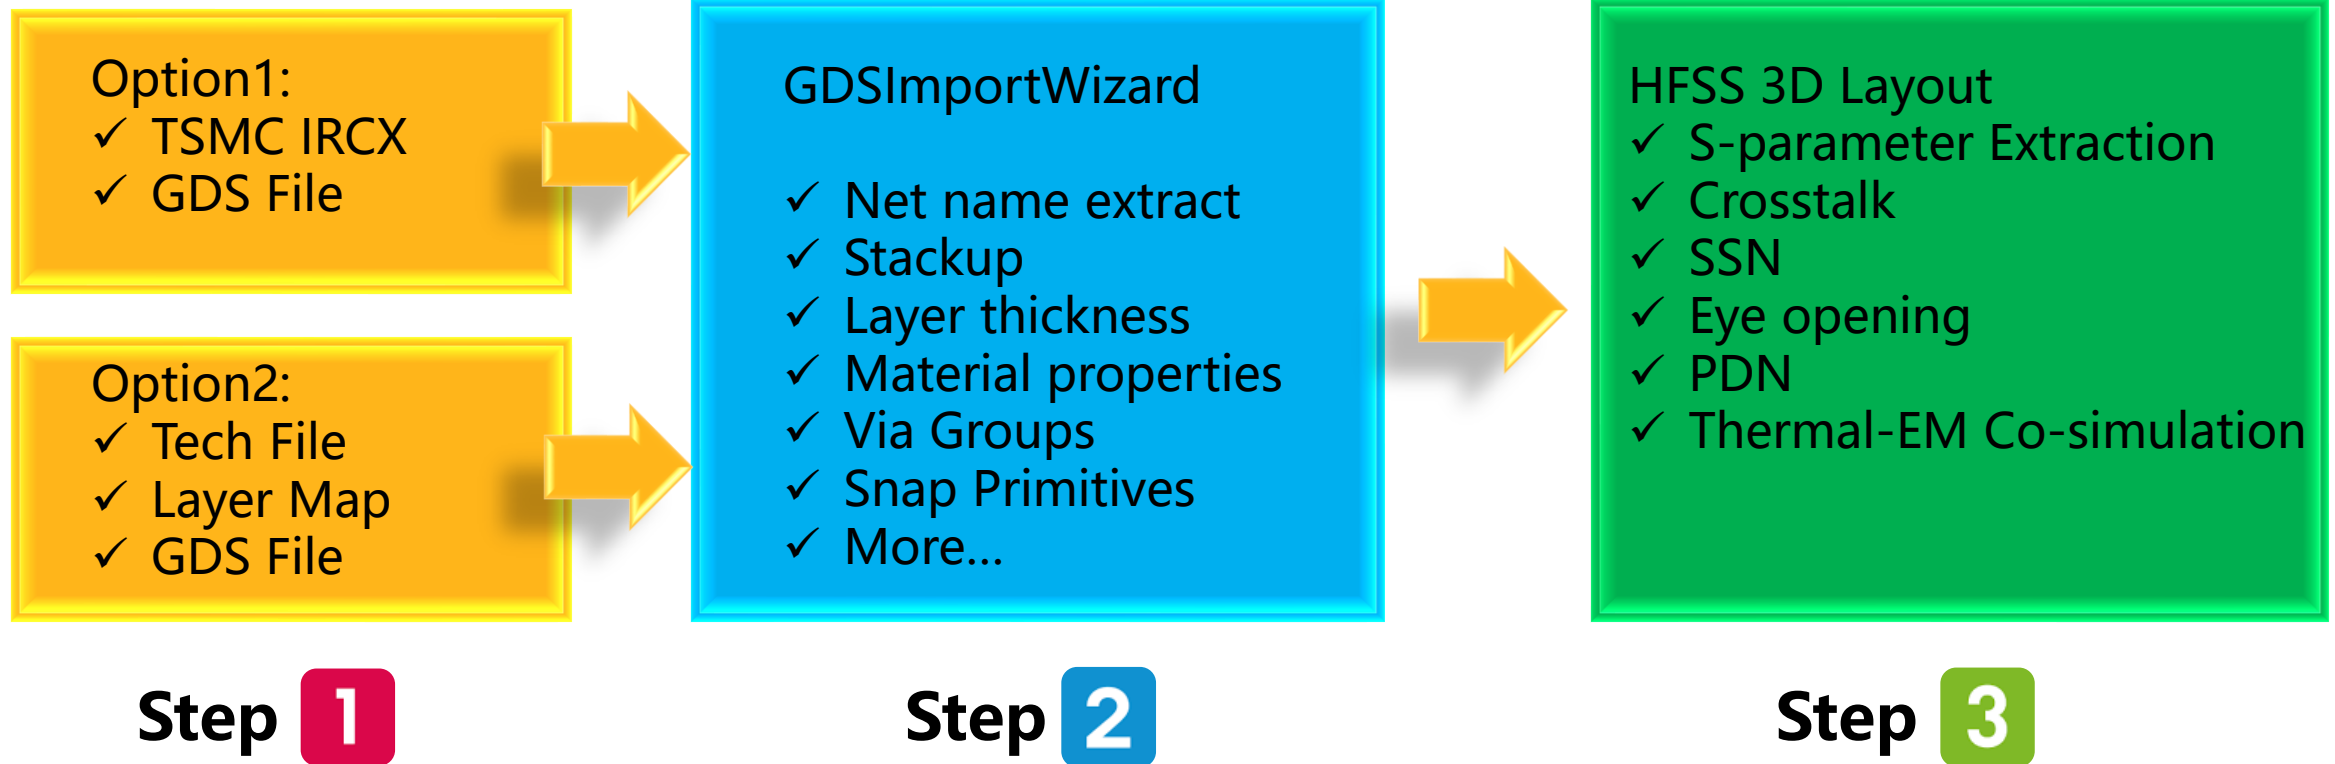 Option1:
✓ TSMC IRCX
✓ GDS File
Option2:
✓ Tech File
✓ Layer Map
✓ GDS File
GDSImportWizard
✓ Net name extract
✓ Stackup
✓ Layer thickness
✓ Material properties
✓ Via Groups
✓ Snap Primitives
✓ More...
HFSS 3D Layout
✓ S-parameter Extraction
✓ Crosstalk
✓ SSN
✓ Eye opening
✓ PDN
✓ Thermal-EM Co-simulation
Step 1
Step 2
Step 3